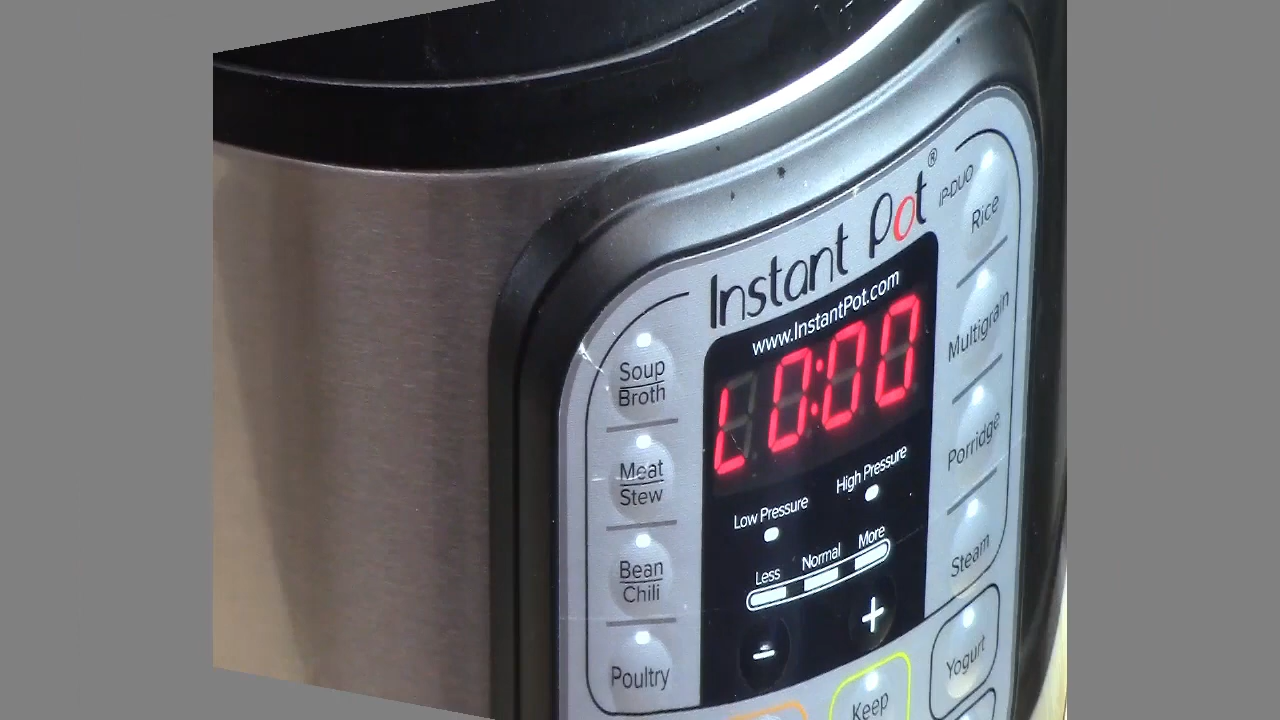 Instant Pot®
IP-DUO
www.InstantPot.com
L0:00
Soup
Broth
Meat
Stew
Bean
Chili
Poultry
Low Pressure
High Pressure
Less
Normal
More
-
+
Rice
Multigrain
Porridge
Steam
Yogurt
Keep